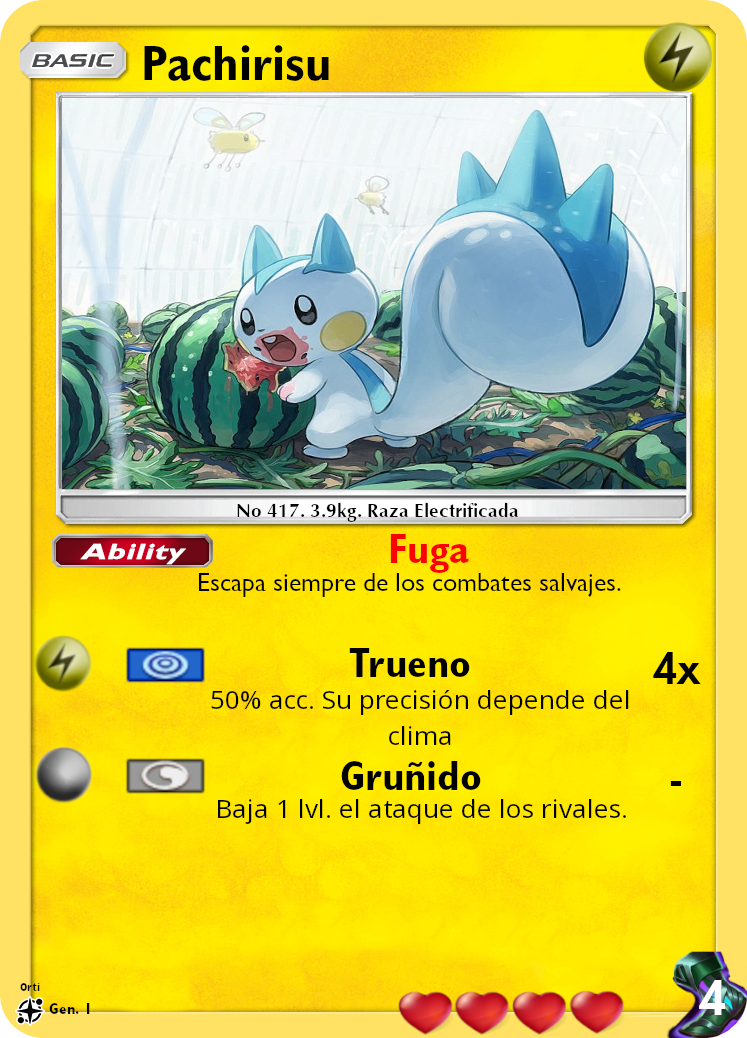 BASIC
Pachirisu
No 417. 3.9kg. Raza Electrificada
Ability
Fuga
Escapa siempre de los combates salvajes.
Trueno
4x
50% acc. Su precisión depende del
clima
Gruñido
-
Baja 1 lvl. el ataque de los rivales.
Orti
Gen. 1
4